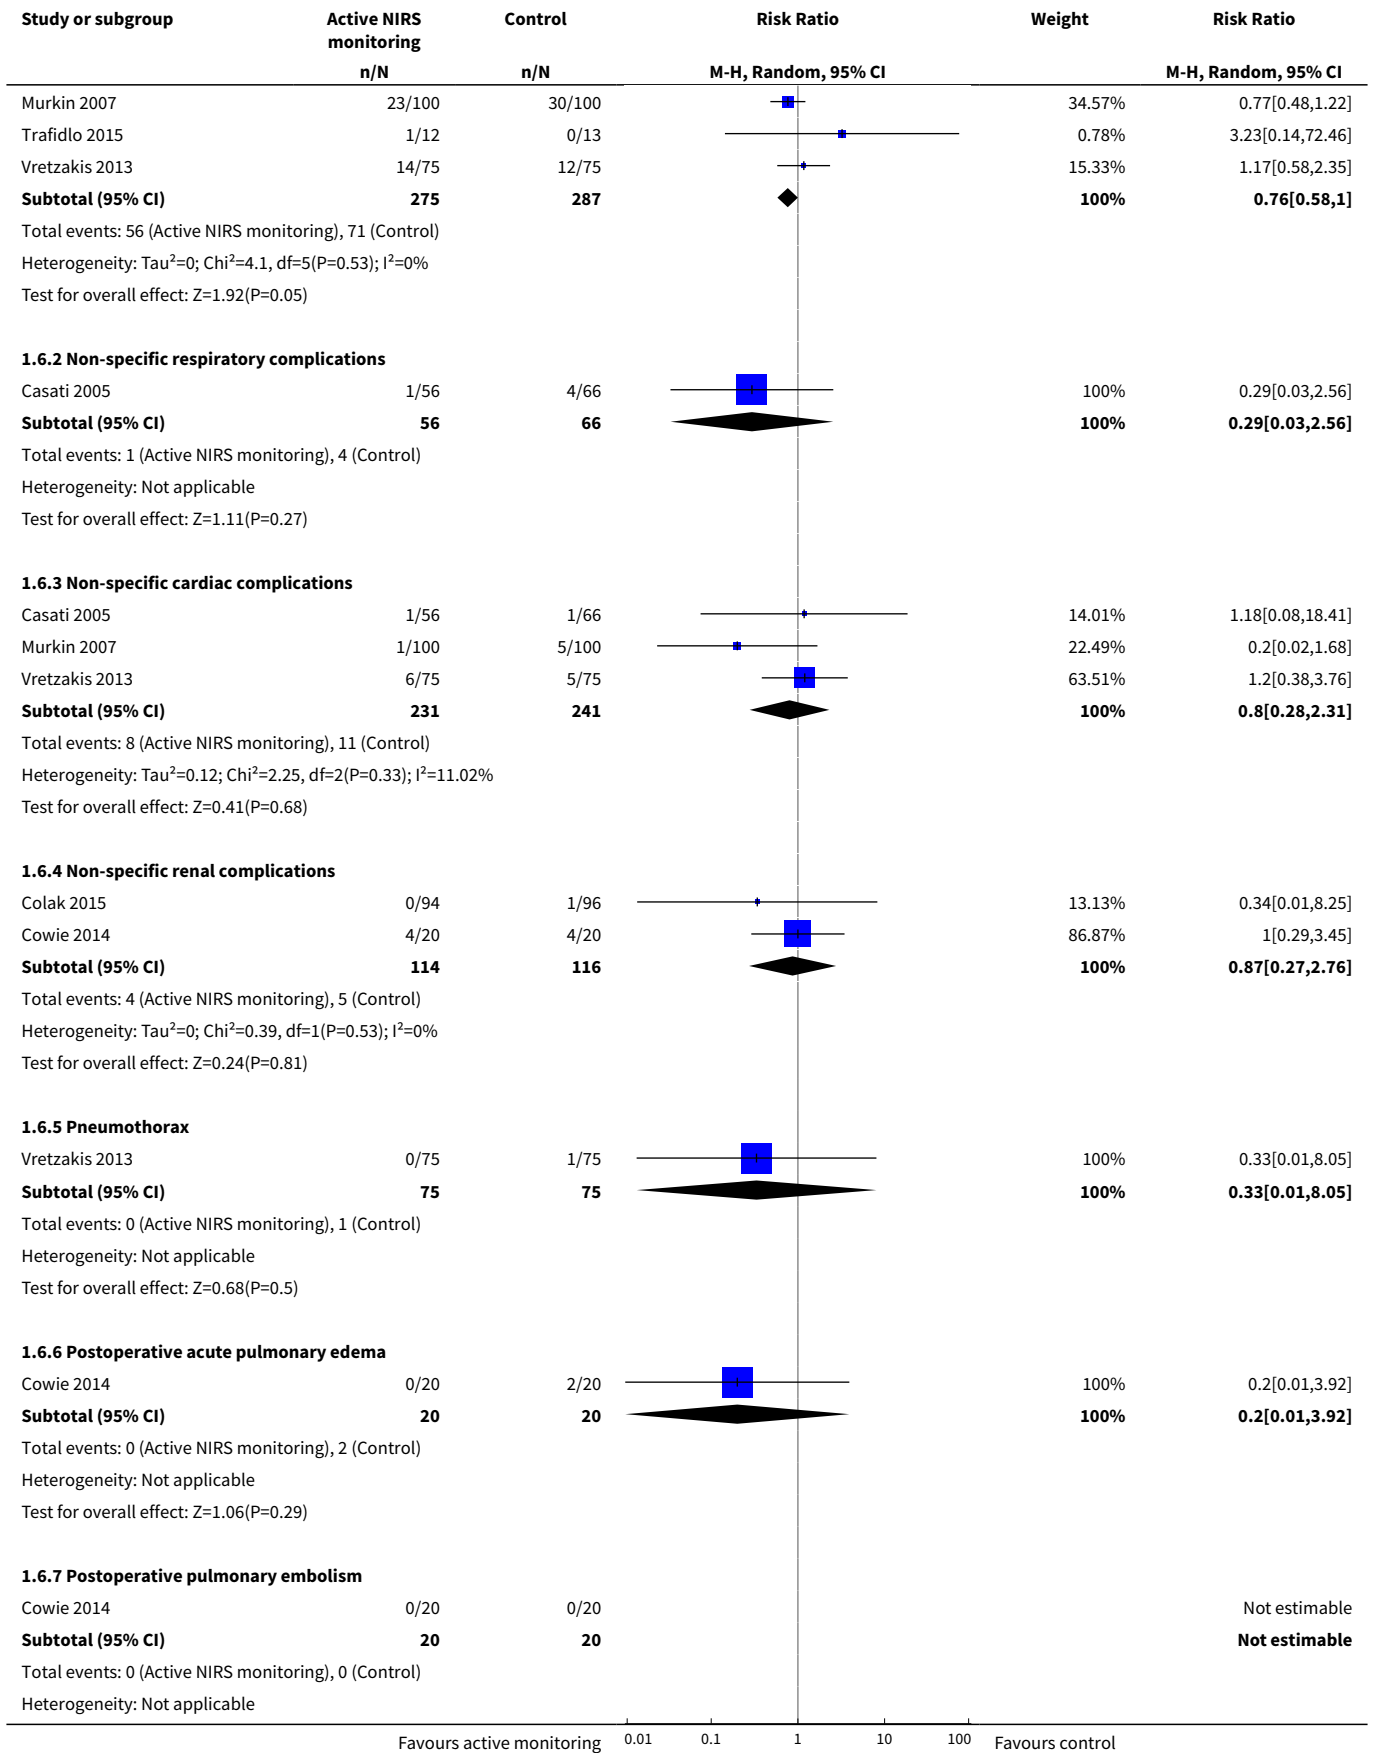 Study or subgroup Active NIRS Control Risk Ratio Weight Risk Ratio
monitoring
n/N n/N M-H, Random, 95% CI M-H, Random, 95% CI
Murkin 2007 23/100 30/100 34.57% 0.77[0.48,1.22]
Trafidlo 2015 1/12 0/13 0.78% 3.23[0.14,72.46]
Vretzakis 2013 14/75 12/75 15.33% 1.17[0.58,2.35]
Subtotal (95% CI) 275 287 100% 0.76[0.58,1]
Total events: 56 (Active NIRS monitoring), 71 (Control)
Heterogeneity: Tau²=0; Chi²=4.1, df=5(P=0.53); I²=0%
Test for overall effect: Z=1.92(P=0.05)
1.6.2 Non-specific respiratory complications
Casati 2005 1/56 4/66 100% 0.29[0.03,2.56]
Subtotal (95% CI) 56 66 100% 0.29[0.03,2.56]
Total events: 1 (Active NIRS monitoring), 4 (Control)
Heterogeneity: Not applicable
Test for overall effect: Z=1.11(P=0.27)
1.6.3 Non-specific cardiac complications
Casati 2005 1/56 1/66 14.01% 1.18[0.08,18.41]
Murkin 2007 1/100 5/100 22.49% 0.2[0.02,1.68]
Vretzakis 2013 6/75 5/75 63.51% 1.2[0.38,3.76]
Subtotal (95% CI) 231 241 100% 0.8[0.28,2.31]
Total events: 8 (Active NIRS monitoring), 11 (Control)
Heterogeneity: Tau²=0.12; Chi²=2.25, df=2(P=0.33); I²=11.02%
Test for overall effect: Z=0.41(P=0.68)
1.6.4 Non-specific renal complications
Colak 2015 0/94 1/96 13.13% 0.34[0.01,8.25]
Cowie 2014 4/20 4/20 86.87% 1[0.29,3.45]
Subtotal (95% CI) 114 116 100% 0.87[0.27,2.76]
Total events: 4 (Active NIRS monitoring), 5 (Control)
Heterogeneity: Tau²=0; Chi²=0.39, df=1(P=0.53); I²=0%
Test for overall effect: Z=0.24(P=0.81)
1.6.5 Pneumothorax
Vretzakis 2013 0/75 1/75 100% 0.33[0.01,8.05]
Subtotal (95% CI) 75 75 100% 0.33[0.01,8.05]
Total events: 0 (Active NIRS monitoring), 1 (Control)
Heterogeneity: Not applicable
Test for overall effect: Z=0.68(P=0.5)
1.6.6 Postoperative acute pulmonary edema
Cowie 2014 0/20 2/20 100% 0.2[0.01,3.92]
Subtotal (95% CI) 20 20 100% 0.2[0.01,3.92]
Total events: 0 (Active NIRS monitoring), 2 (Control)
Heterogeneity: Not applicable
Test for overall effect: Z=1.06(P=0.29)
1.6.7 Postoperative pulmonary embolism
Cowie 2014 0/20 0/20 Not estimable
Subtotal (95% CI) 20 20 Not estimable
Total events: 0 (Active NIRS monitoring), 0 (Control)
Heterogeneity: Not applicable
Favours active monitoring 0.01 0.1 1 10 100 Favours control